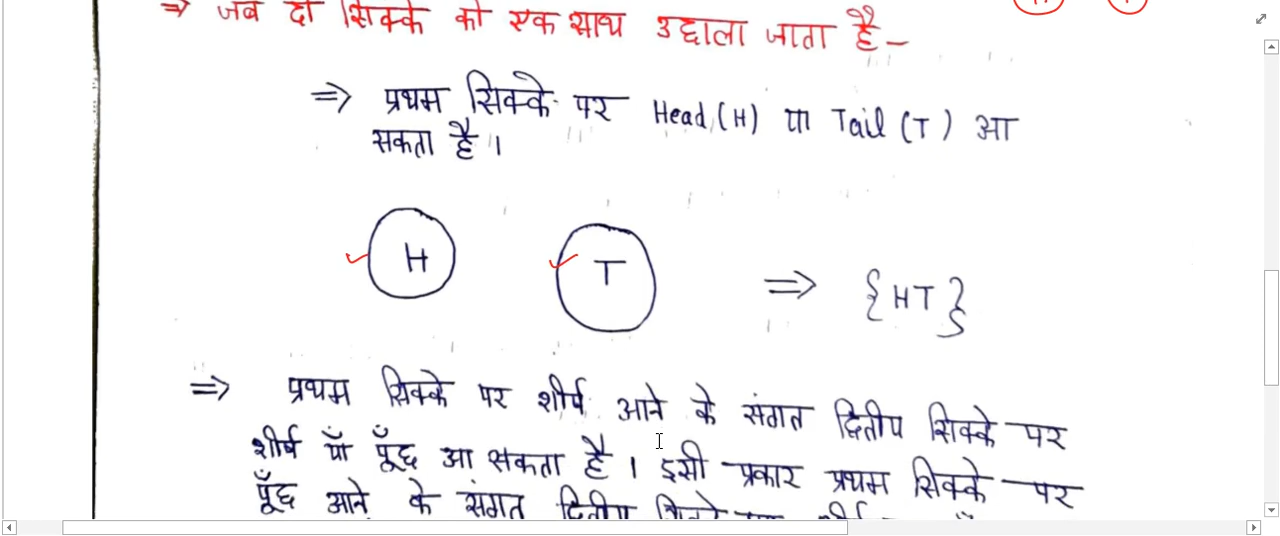 ⇒ जब दो सिक्के को एक साथ उछाला जाता है-
⇒ प्रथम सिक्के पर Head(H) या Tail(T) आ
सकता है।
H T ⇒ {HT}
⇒ प्रथम सिक्के पर शीर्ष आने के संगत द्वितीय सिक्के पर
शीर्ष याँ पूँछ आ सकता है। इसी प्रकार प्रथम सिक्के पर
पूँछ आने के संगत द्वितीय